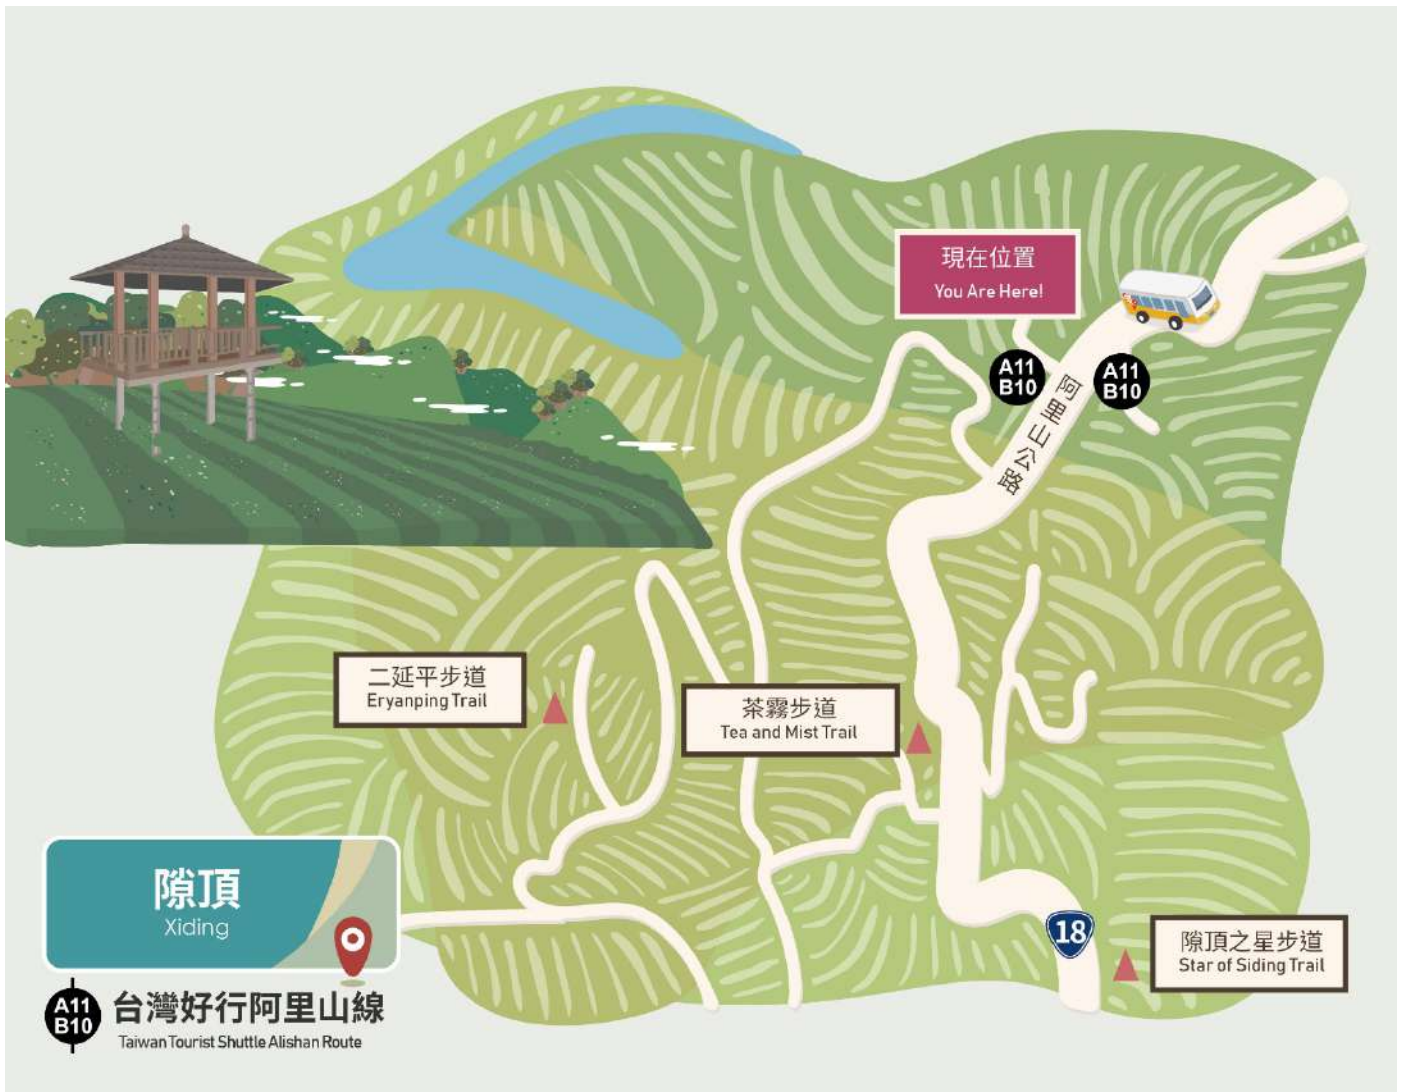 現在位置
You Are Here!
A11
B10
A11
B10
阿里山公路
二延平步道
Eryanping Trail
茶霧步道
Tea and Mist Trail
隙頂
Xiding
18
隙頂之星步道
Star of Siding Trail
A11
B10
台灣好行阿里山線
Taiwan Tourist Shuttle Alishan Route